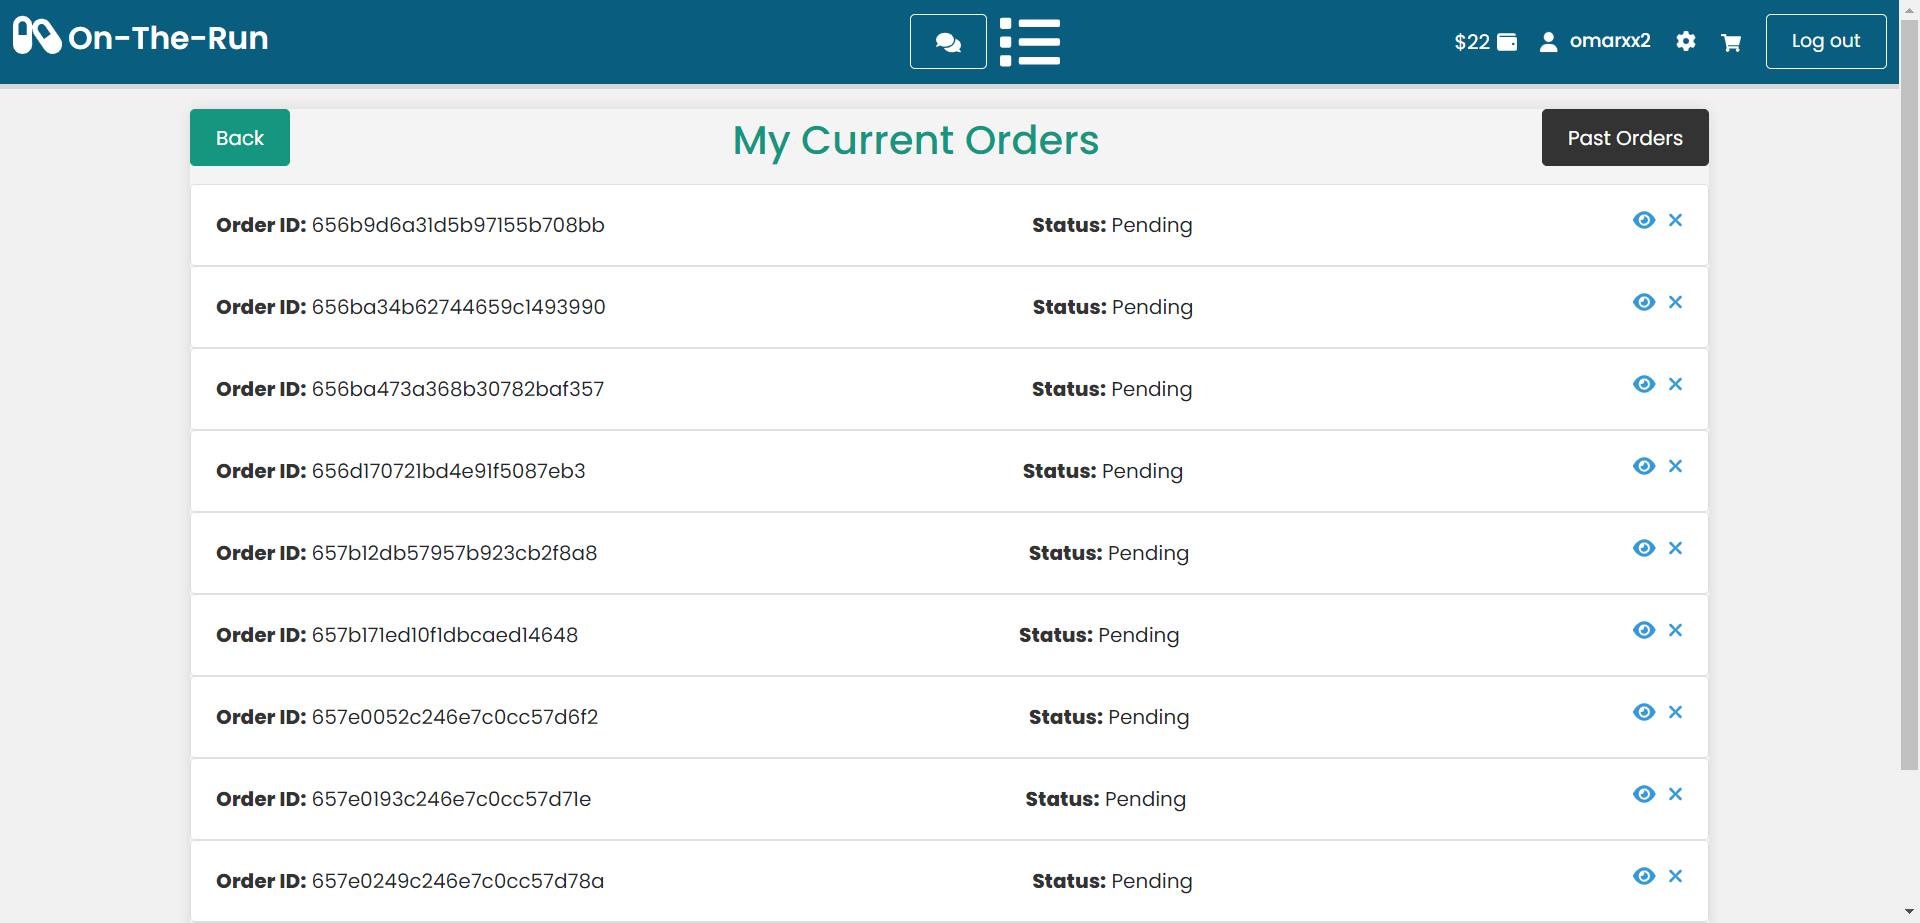 On-The-Run
$22 omarxx2 Log out
Back My Current Orders Past Orders
Order ID: 656b9d6a31d5b97155b708bb Status: Pending
Order ID: 656ba34b62744659c1493990 Status: Pending
Order ID: 656ba473a368b30782baf357 Status: Pending
Order ID: 656d170721bd4e91f5087eb3 Status: Pending
Order ID: 657b12db57957b923cb2f8a8 Status: Pending
Order ID: 657b171ed10f1dbcaed14648 Status: Pending
Order ID: 657e0052c246e7c0cc57d6f2 Status: Pending
Order ID: 657e0193c246e7c0cc57d71e Status: Pending
Order ID: 657e0249c246e7c0cc57d78a Status: Pending